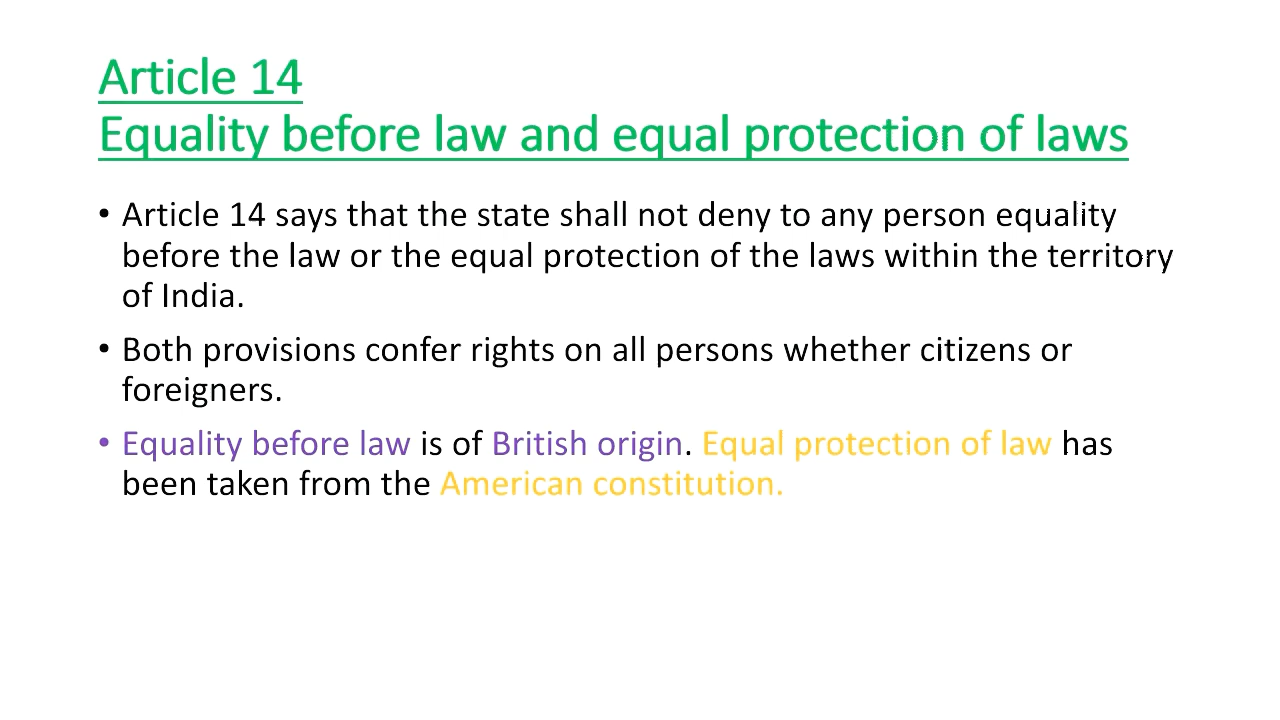 Article 14
Equality before law and equal protection of laws
• Article 14 says that the state shall not deny to any person equality
before the law or the equal protection of the laws within the territory
of India.
• Both provisions confer rights on all persons whether citizens or
foreigners.
• Equality before law is of British origin. Equal protection of law has
been taken from the American constitution.